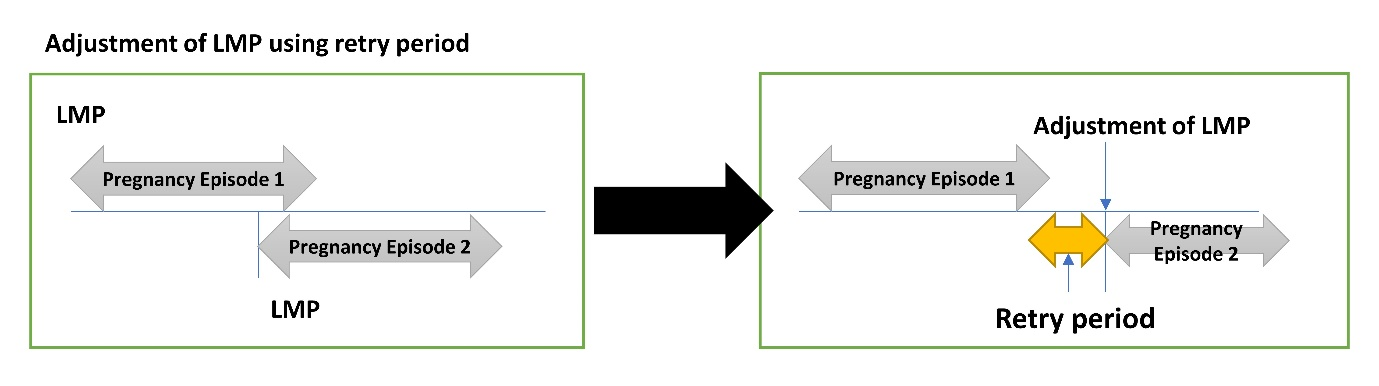 Adjustment of LMP using retry period
LMP
Pregnancy Episode 1
Pregnancy Episode 2
LMP
Adjustment of LMP
Pregnancy Episode 1
Pregnancy
Episode 2
Retry period